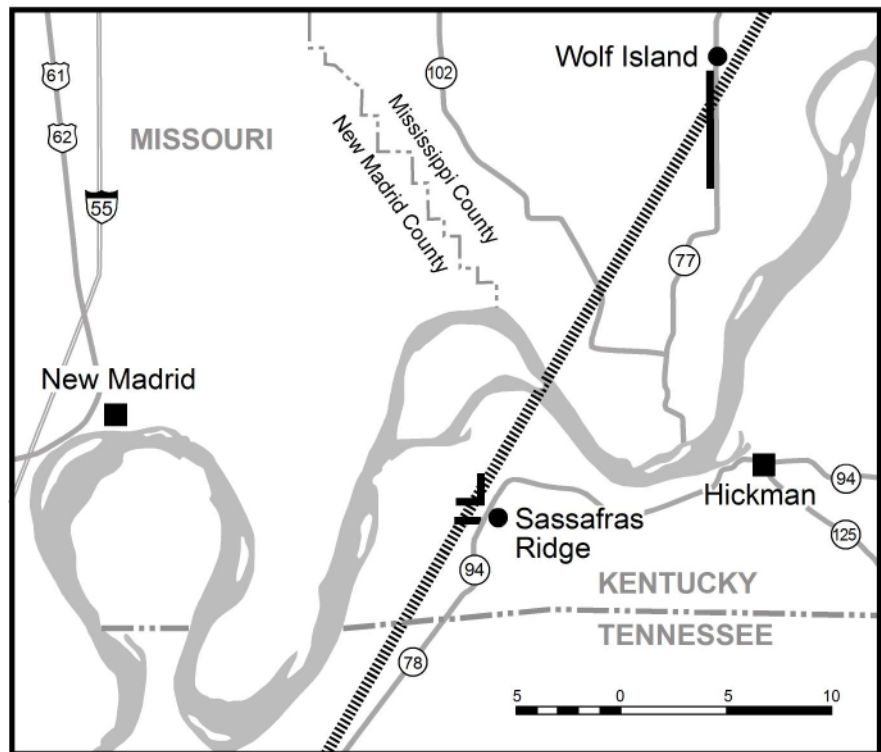 61
62
55
MISSOURI
102
Wolf Island
Mississippi County
New Madrid County
77
New Madrid
Hickman
94
125
Sassafras
Ridge
94
KENTUCKY
TENNESSEE
78
5 0 5 10